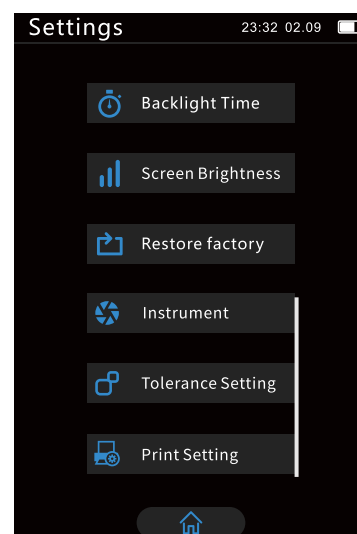 Settings 23:32 02.09
Backlight Time
Screen Brightness
Restore factory
Instrument
Tolerance Setting
Print Setting